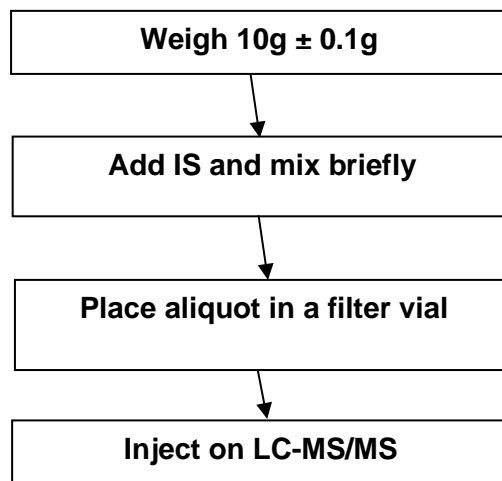 Weigh 10g ± 0.1g
Add IS and mix briefly
Place aliquot in a filter vial
Inject on LC-MS/MS